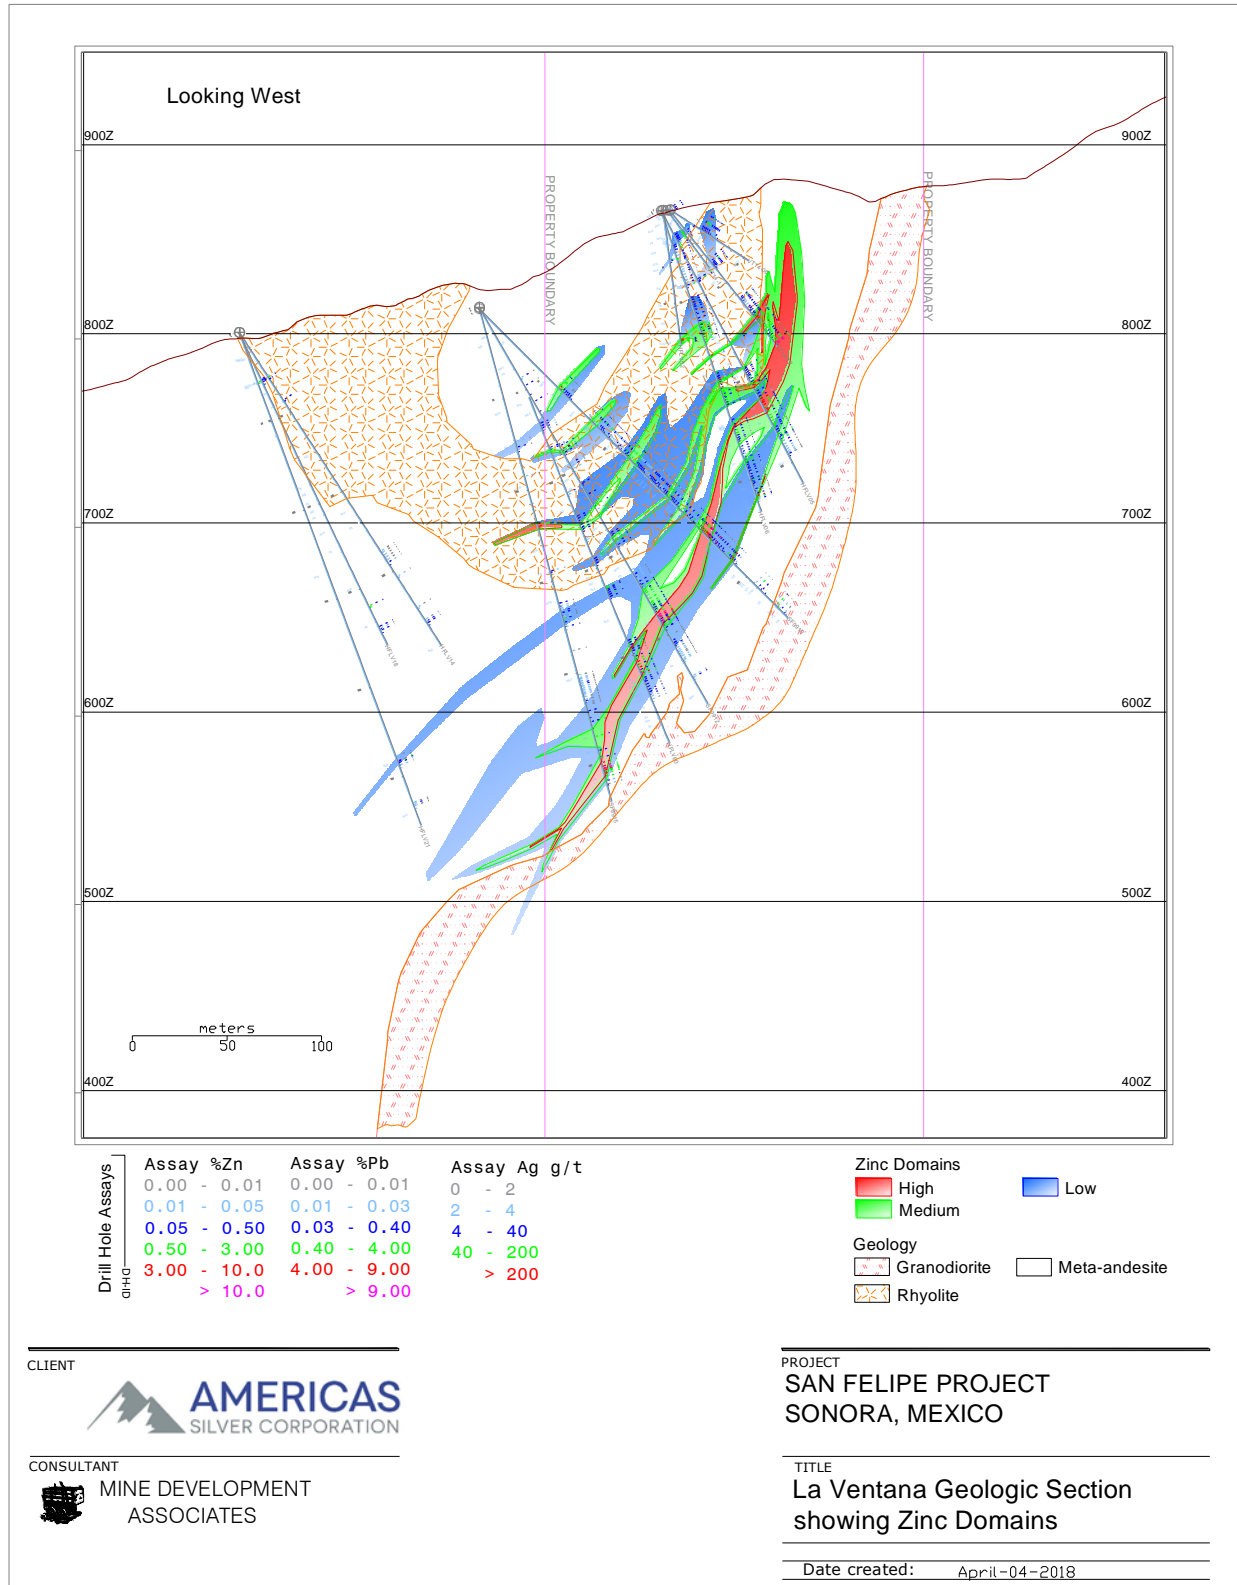 Looking West
900Z
900Z
PROPERTY BOUNDARY
PROPERTY BOUNDARY
800Z
800Z
700Z
700Z
HFLV18
HFLV14
600Z
600Z
HFLV21
500Z
500Z
meters
0 50 100
400Z
400Z
Drill Hole Assays
DH-ID
Assay %Zn
0.00 - 0.01
0.01 - 0.05
0.05 - 0.50
0.50 - 3.00
3.00 - 10.0
> 10.0
Assay %Pb
0.00 - 0.01
0.01 - 0.03
0.03 - 0.40
0.40 - 4.00
4.00 - 9.00
> 9.00
Assay Ag g/t
0 - 2
2 - 4
4 - 40
40 - 200
> 200
Zinc Domains
High
Low
Medium
Geology
Granodiorite
Meta-andesite
Rhyolite
CLIENT
AMERICAS
SILVER CORPORATION
CONSULTANT
MINE DEVELOPMENT
ASSOCIATES
PROJECT
SAN FELIPE PROJECT
SONORA, MEXICO
TITLE
La Ventana Geologic Section
showing Zinc Domains
Date created: April-04-2018